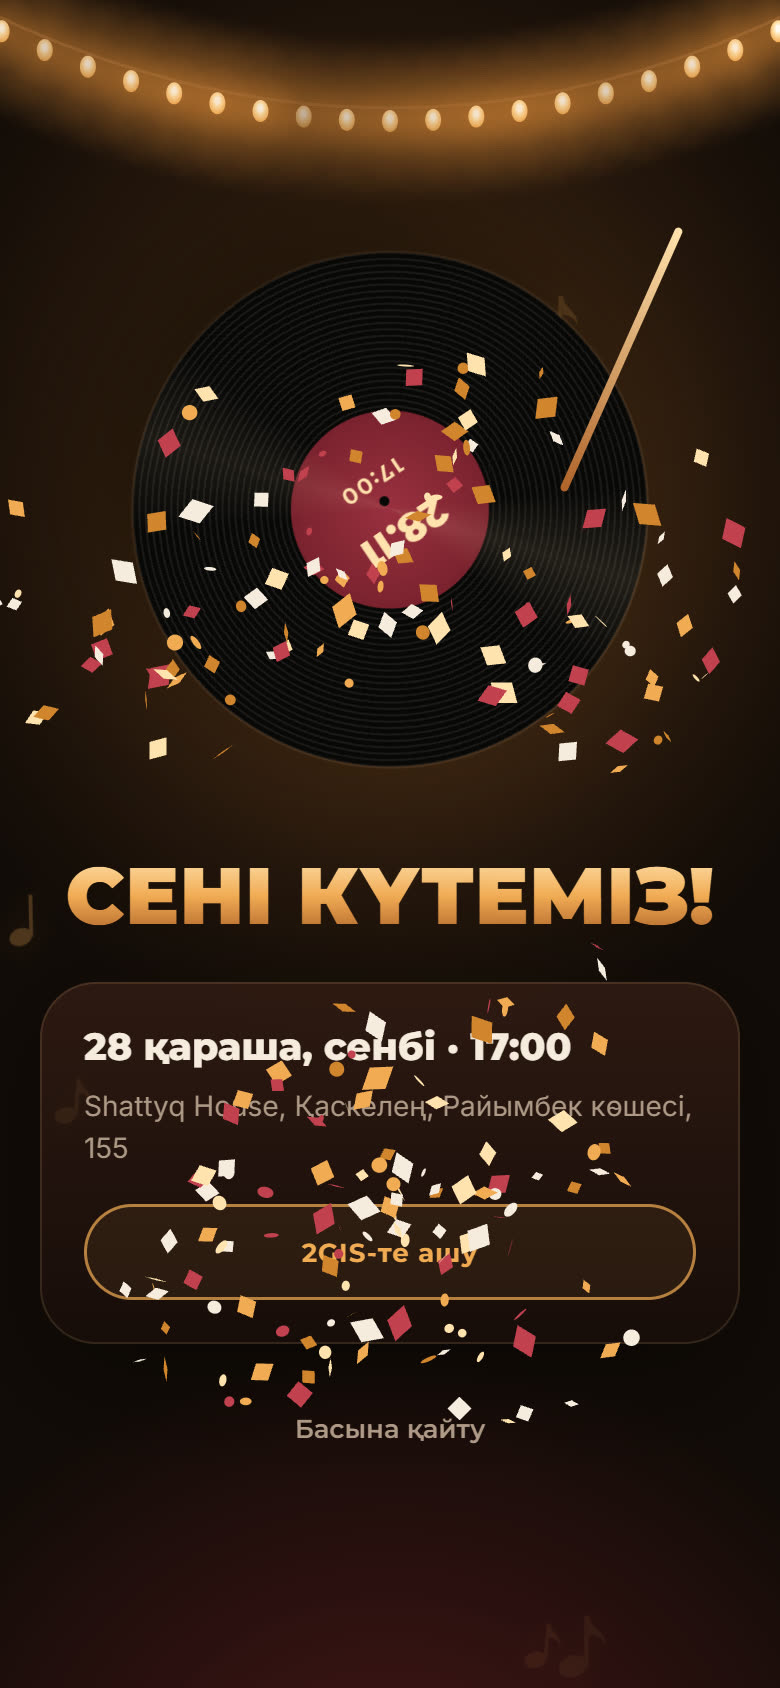 17:00
28.11
СЕНІ КҮТЕМІЗ!
28 қараша, сенбі · 17:00
Shattyq House, Қаскелең, Райымбек көшесі,
155
2GIS-те ашу
Басына қайту